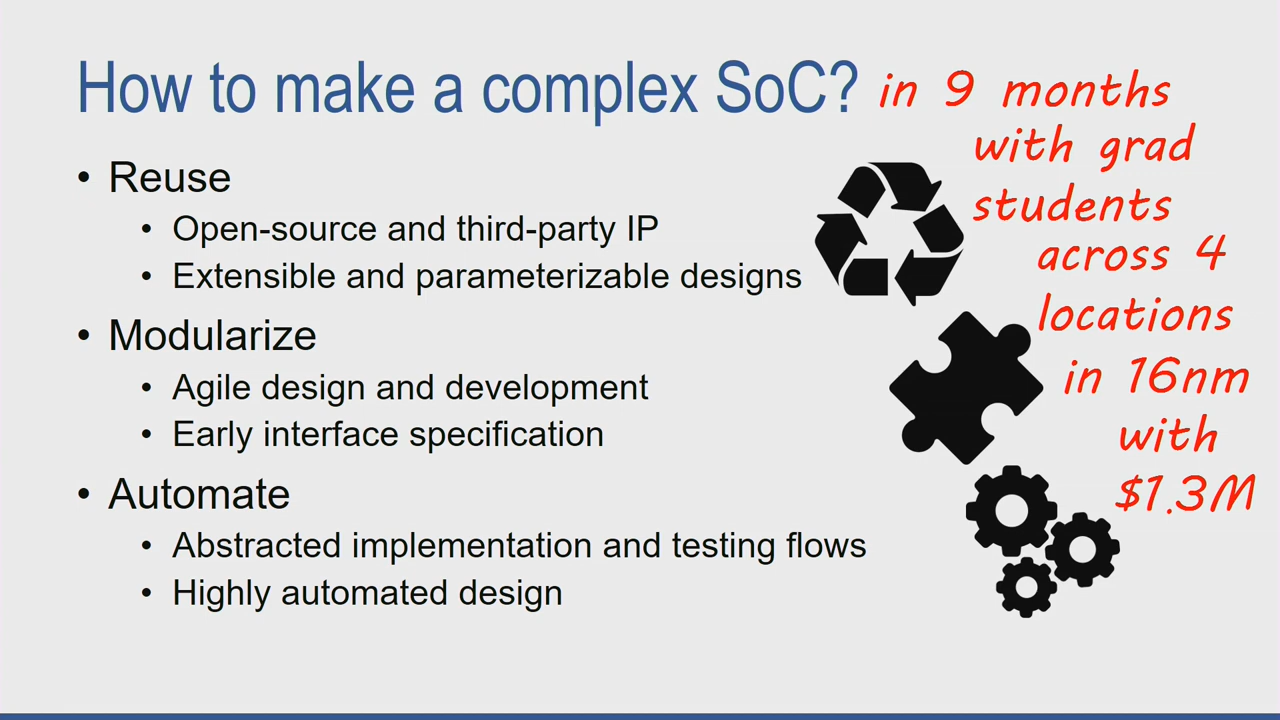 How to make a complex SoC? in 9 months
with grad
students
across 4
locations
in 16nm
with
$1.3M
• Reuse
• Open-source and third-party IP
• Extensible and parameterizable designs
• Modularize
• Agile design and development
• Early interface specification
• Automate
• Abstracted implementation and testing flows
• Highly automated design